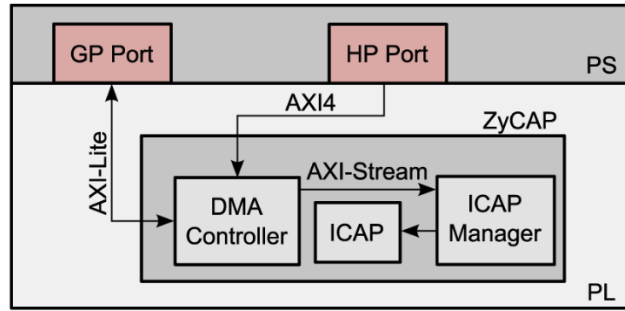 GP Port
HP Port
PS
AXI4
ZyCAP
AXI-Lite
AXI-Stream
DMA
Controller
ICAP
ICAP
Manager
PL